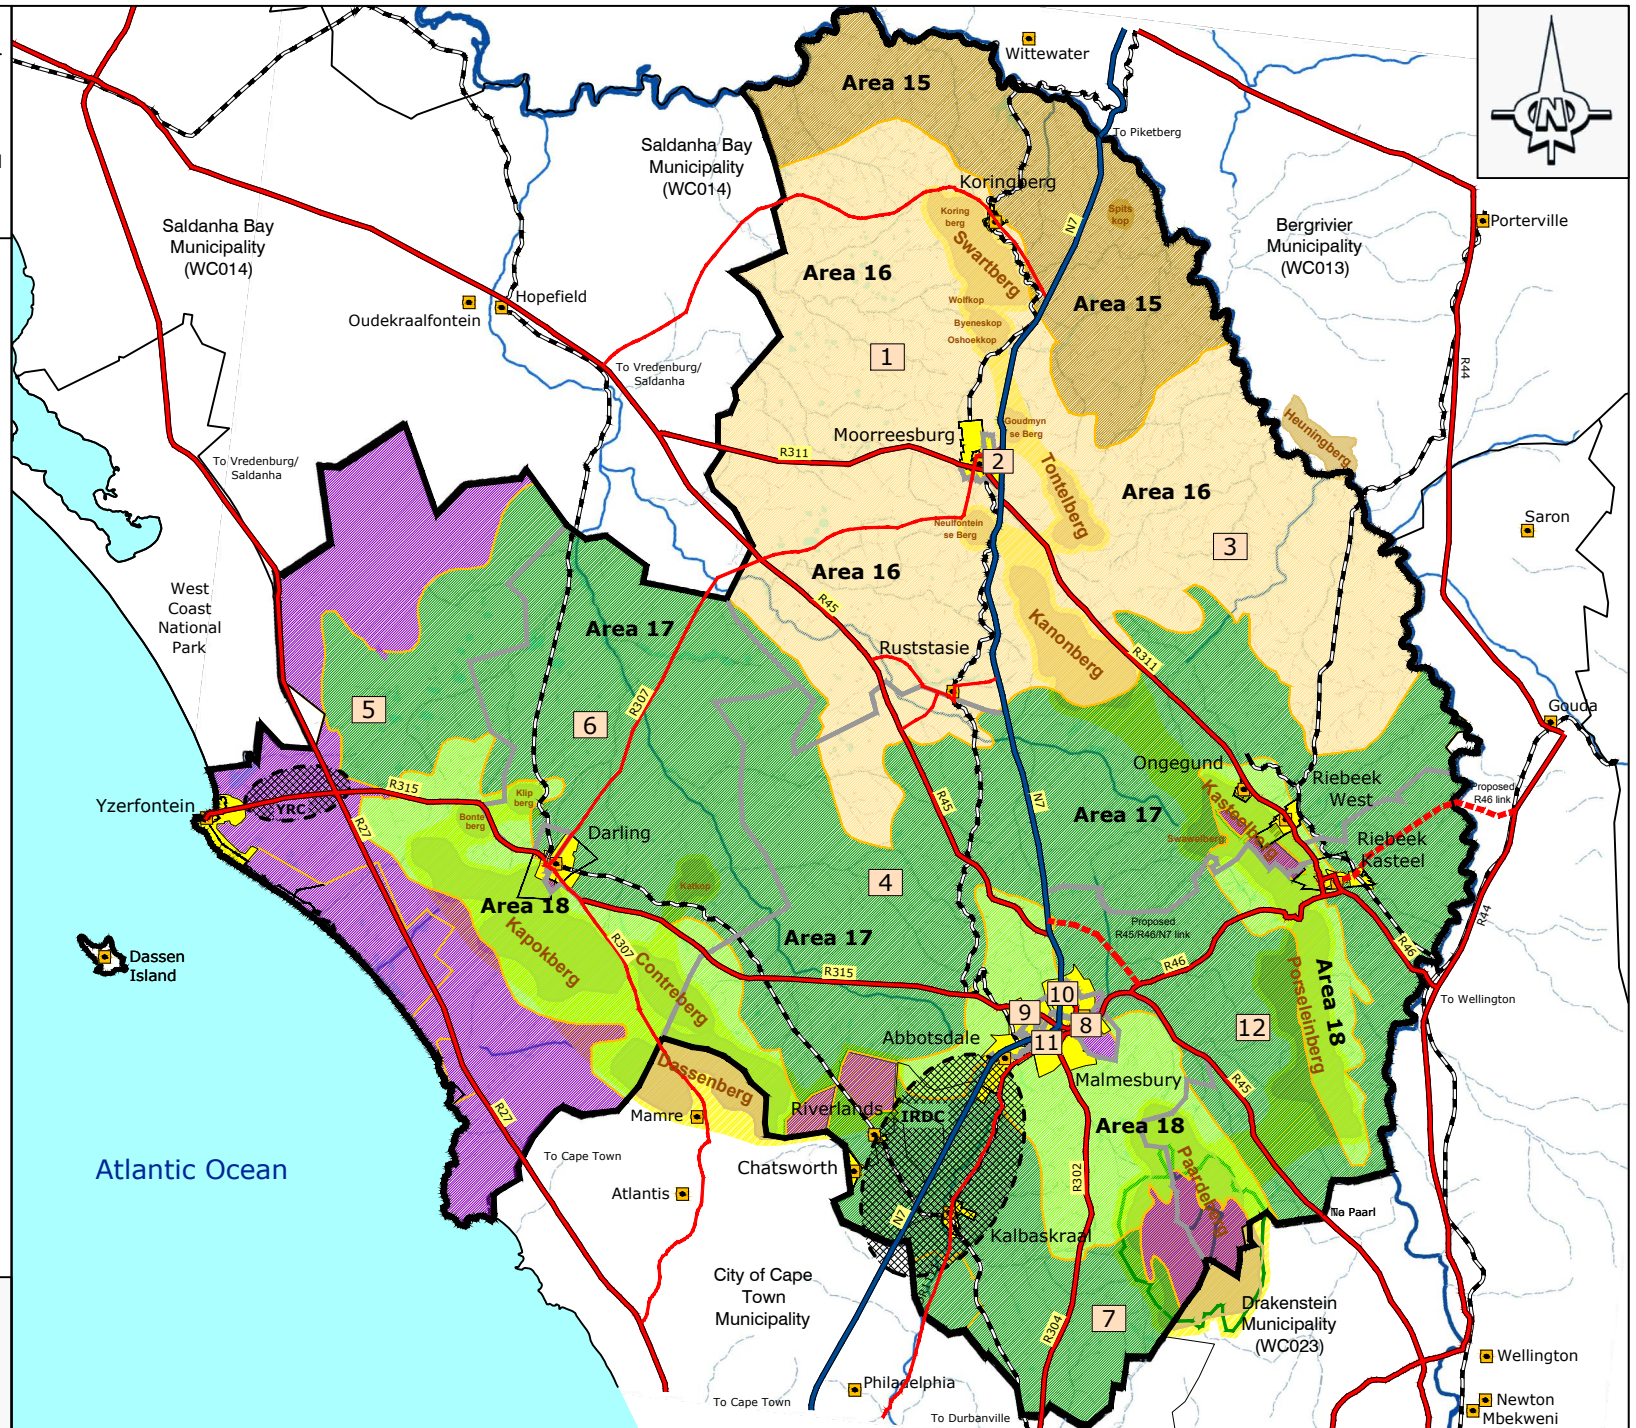 Wittewater
N
Area 15
To Piketberg
Saldanha Bay
Municipality
(WC014)
Koringberg
Koring
berg
Spits
kop
N7
Porterville
Saldanha Bay
Municipality
(WC014)
Bergrivier
Municipality
(WC013)
Swartberg
Area 16
Hopefield
Wolfkop
Area 15
Oudekraalfontein
Byeneskop
Oshoekkop
1
To Vredenburg/
Saldanha
R44
Goudmyn
se Berg
Heuningberg
Moorreesburg
R311
2
To Vredenburg/
Saldanha
Tontelberg
Area 16
Neulfontein
se Berg
Saron
3
Area 16
West
Coast
National
Park
R45
Area 17
Kanonberg
Ruststasie
R311
R307
5
6
Gouda
Ongegund
Riebeek
West
Proposed
R46 link
Yzerfontein
YRC
R315
Klip
berg
Bonte
berg
R27
Darling
R45
N7
Area 17
Kasteelberg
Swawelberg
Riebeek
Kasteel
4
Katkop
Area 18
Kapokberg
R307
Contreberg
Area 17
Proposed
R45/R46/N7 link
R44
R46
R46
Dassen
Island
R315
Porseleinberg
Area 18
To Wellington
10
9
8
11
12
Abbotsdale
Malmesbury
Dassenberg
R45
R27
Mamre
Riverlands
IRDC
Area 18
Atlantic Ocean
To Cape Town
Chatsworth
R302
Paardeberg
Atlantis
N7
Na Paarl
Kalbaskraal
City of Cape
Town
Municipality
7
R304
Drakenstein
Municipality
(WC023)
Wellington
Philadelphia
To Cape Town
To Durbanville
Newton
Mbekweni